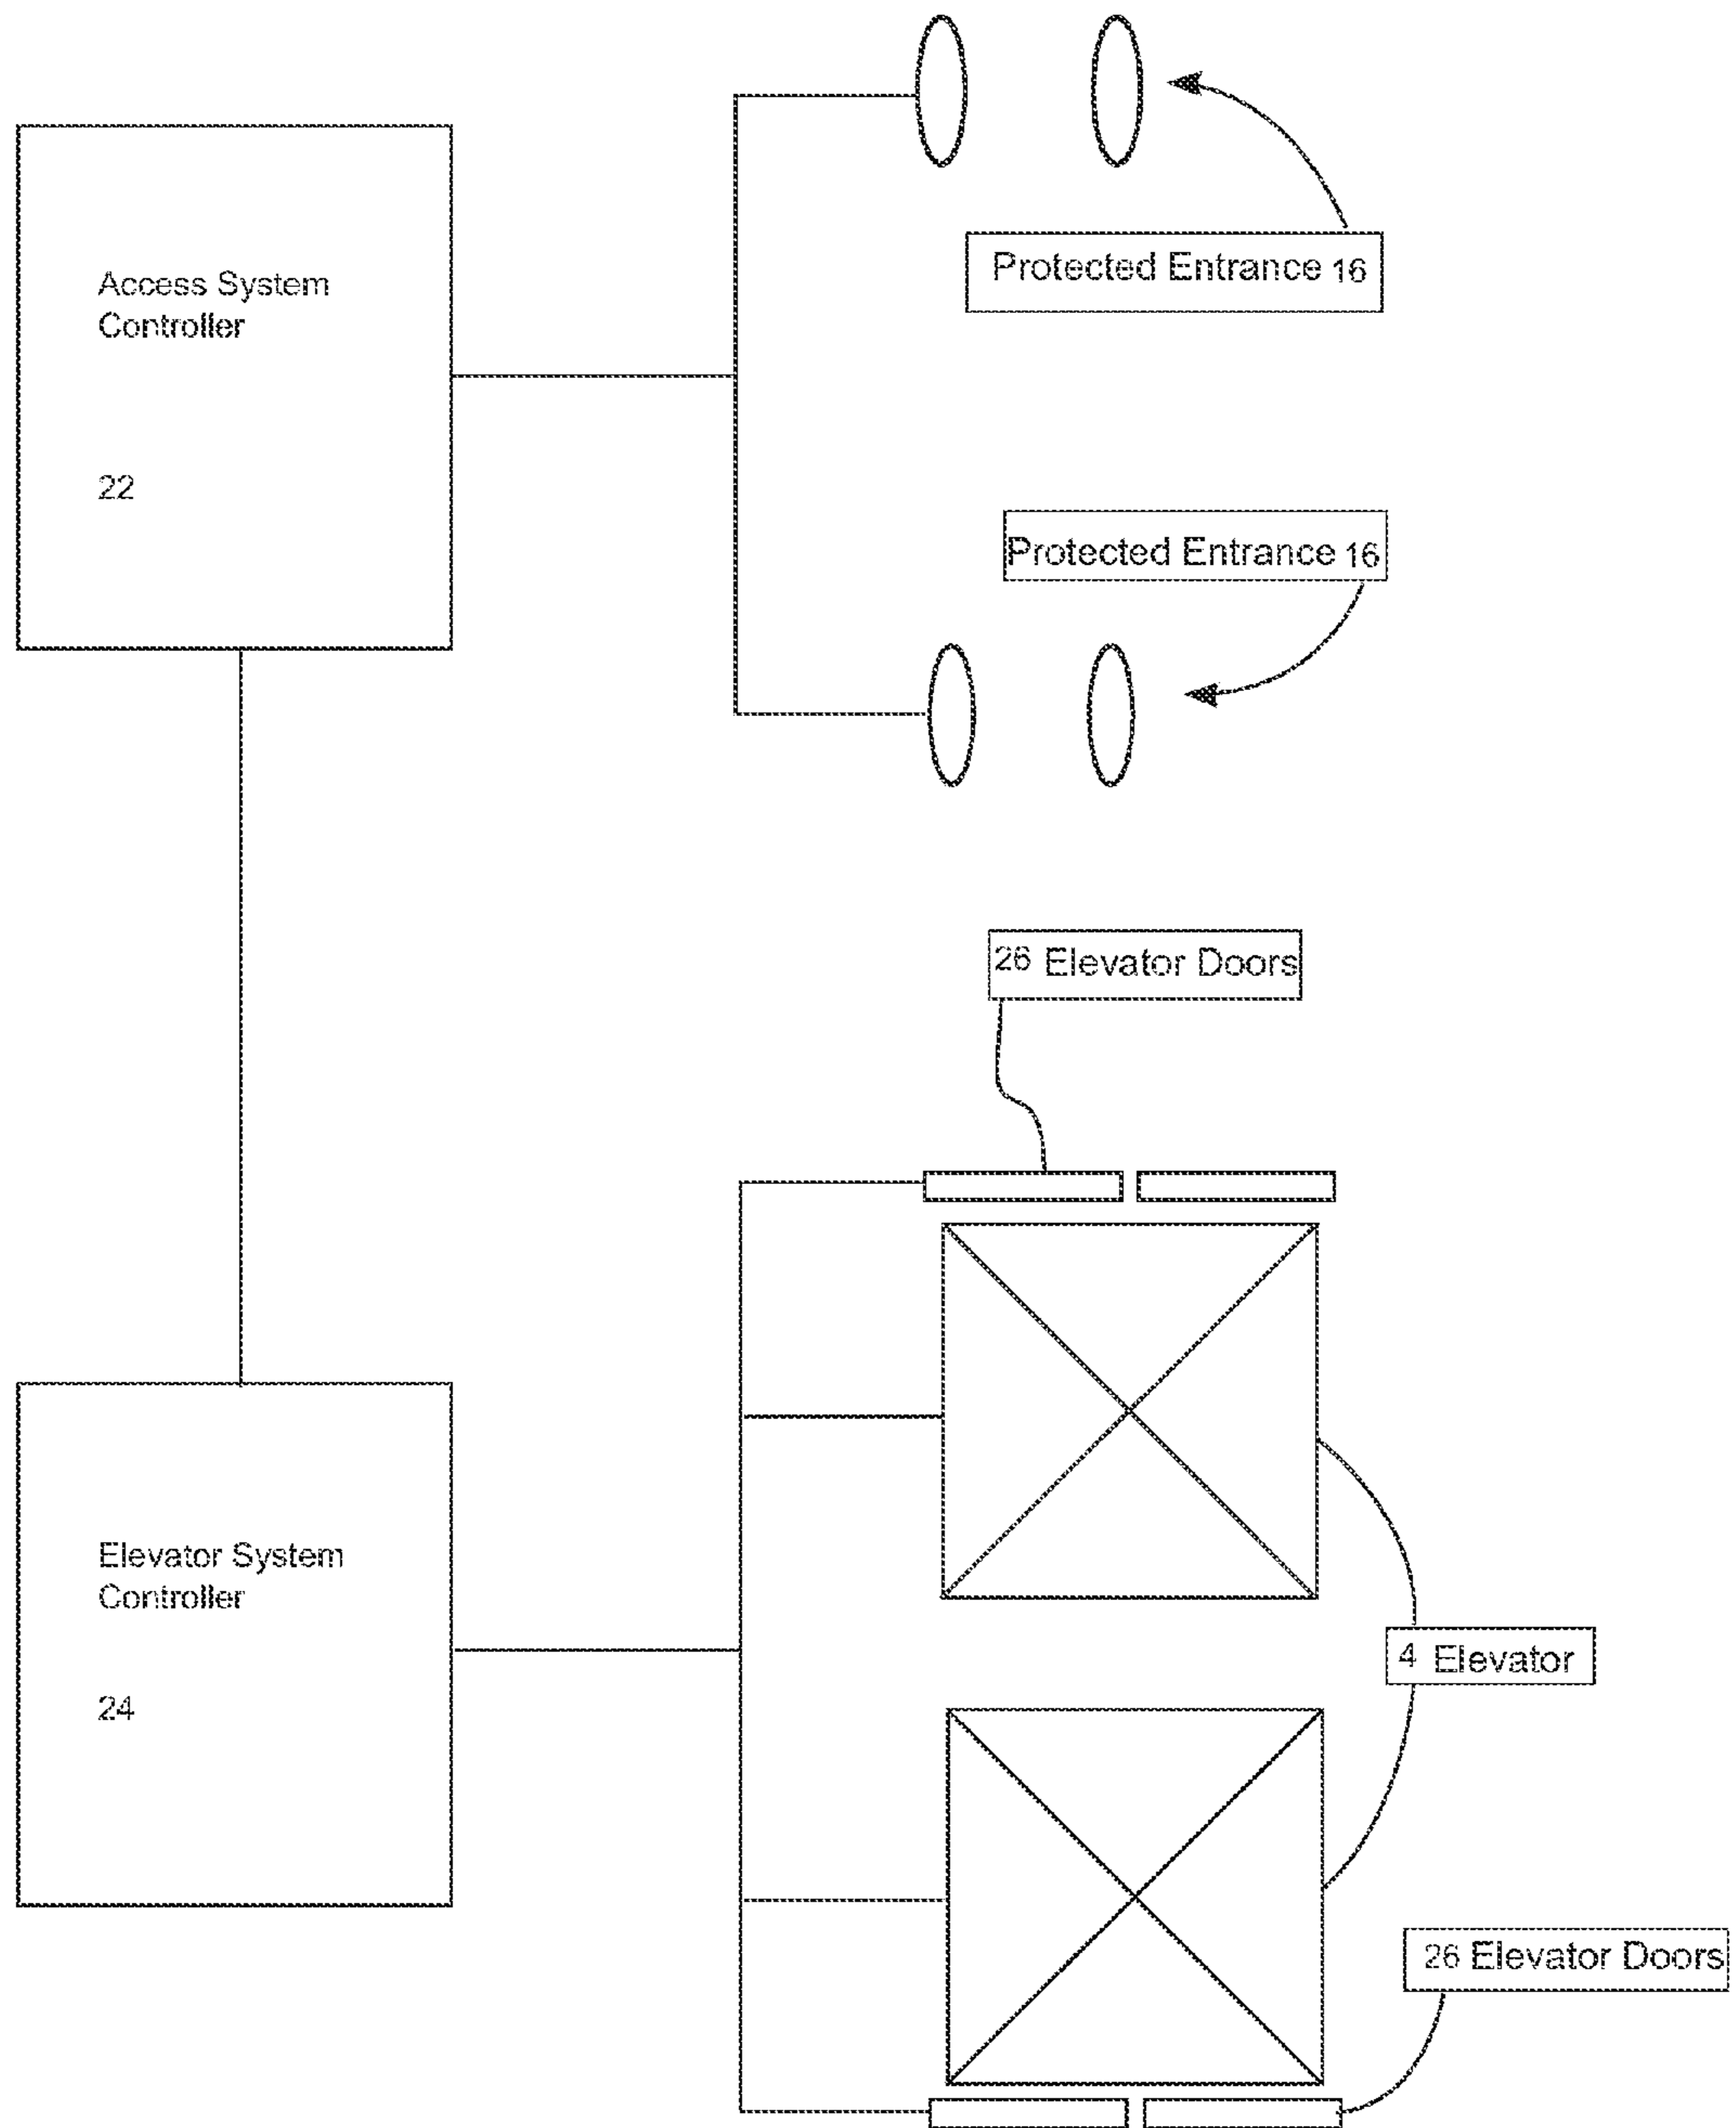 Protected Entrance 16
Access System
Controller
22
Protected Entrance 16
26 Elevator Doors
Elevator System
Controller
24
4 Elevator
26 Elevator Doors